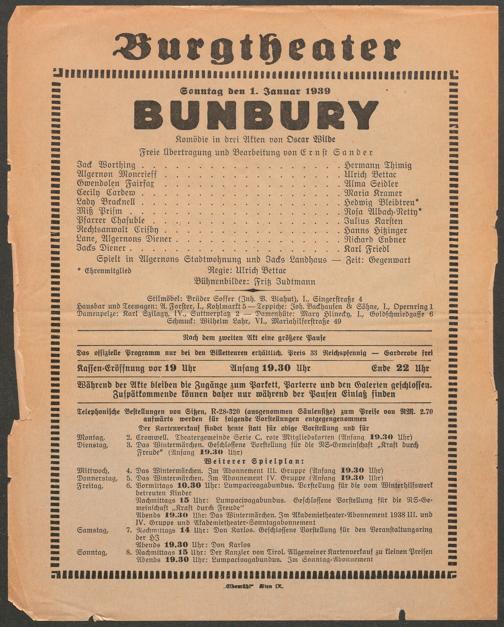 Burgtheater
Sonntag den 1. Januar 1939
BUNBURY
Komödie in drei Akten von Oscar Wilde
Freie Übertragung und Bearbeitung von Ernst Sander
Jack Worthing . . . Hermann Thimig
Algernon Moncrieff . . . Ulrich Bettac
Gwendolen Fairfax . . . Alma Seidler
Cecily Cardew . . . Maria Kramer
Lady Bracknell . . . Hedwig Bleibtreu*
Miß Prism . . . Rosa Albach-Retty*
Pfarrer Chasuble . . . Julius Karsten
Rechtsanwalt Crisby . . . Hanns Hitzinger
Lane, Algernons Diener . . . Richard Eybner
Jacks Diener . . . Karl Friedl
Spielt in Algernons Stadtwohnung und Jacks Landhaus — Zeit: Gegenwart
* Ehrenmitglied Regie: Ulrich Bettac
Bühnenbilder: Fritz Judtmann
Stilmöbel: Brüder Soffer (Inh. B. Blahut), I., Singerstraße 4
Hausbar und Teewagen: A. Forster, I., Kohlmarkt 5 — Teppiche: Joh. Backhausen & Söhne, I., Opernring 1
Damenpelze: Karl Szilagy, IV., Suttnerplatz 2 — Damenhüte: Mary Hlinecky, I., Goldschmiedgasse 6
Schmuck: Wilhelm Lahr, VI., Mariahilferstraße 49
Nach dem zweiten Akt eine größere Pause
Das offizielle Programm nur bei den Billetteuren erhältlich. Preis 33 Reichspfennig — Garderobe frei
Kassen-Eröffnung vor 19 Uhr Anfang 19.30 Uhr Ende 22 Uhr
Während der Akte bleiben die Zugänge zum Parkett, Parterre und den Galerien geschlossen.
Zuspätkommende können daher nur während der Pausen Einlaß finden
Telephonische Bestellungen von Sitzen, R-28-320 (ausgenommen Säulensitze) zum Preise von RM. 2.70
aufwärts werden für folgende Vorstellungen entgegengenommen
Der Kartenverkauf findet heute statt für obige Vorstellung und für
Montag, 2. Cromwell. Theatergemeinde Serie C, rote Mitgliedskarten (Anfang 19.30 Uhr)
Dienstag, 3. Das Wintermärchen. Geschlossene Vorstellung für die NS-Gemeinschaft „Kraft durch
Freude“ (Anfang 19.30 Uhr)
Weiterer Spielplan:
Mittwoch, 4. Das Wintermärchen. Im Abonnement III. Gruppe (Anfang 19.30 Uhr)
Donnerstag, 5. Das Wintermärchen. Im Abonnement IV. Gruppe (Anfang 19.30 Uhr)
Freitag, 6. Vormittags 10.30 Uhr: Lumpacivagabundus. Vorstellung für die vom Winterhilfswerk
betreuten Kinder
Nachmittags 15 Uhr: Lumpacivagabundus. Geschlossene Vorstellung für die NS-Ge-
meinschaft „Kraft durch Freude“
Abends 19.30 Uhr: Das Wintermärchen. Im Akademietheater-Abonnement 1938 III. und
IV. Gruppe und Akademietheater-Sonntagsabonnement
Samstag, 7. Nachmittags 14 Uhr: Don Karlos. Geschlossene Vorstellung für den Veranstaltungsring
der HJ
Abends 19.30 Uhr: Don Karlos
Sonntag, 8. Nachmittags 15 Uhr: Der Kanzler von Tirol. Allgemeiner Kartenverkauf zu kleinen Preisen
Abends 19.30 Uhr: Lumpacivagabundus. Im Sonntag-Abonnement
„Elbemühl“ Wien IX.